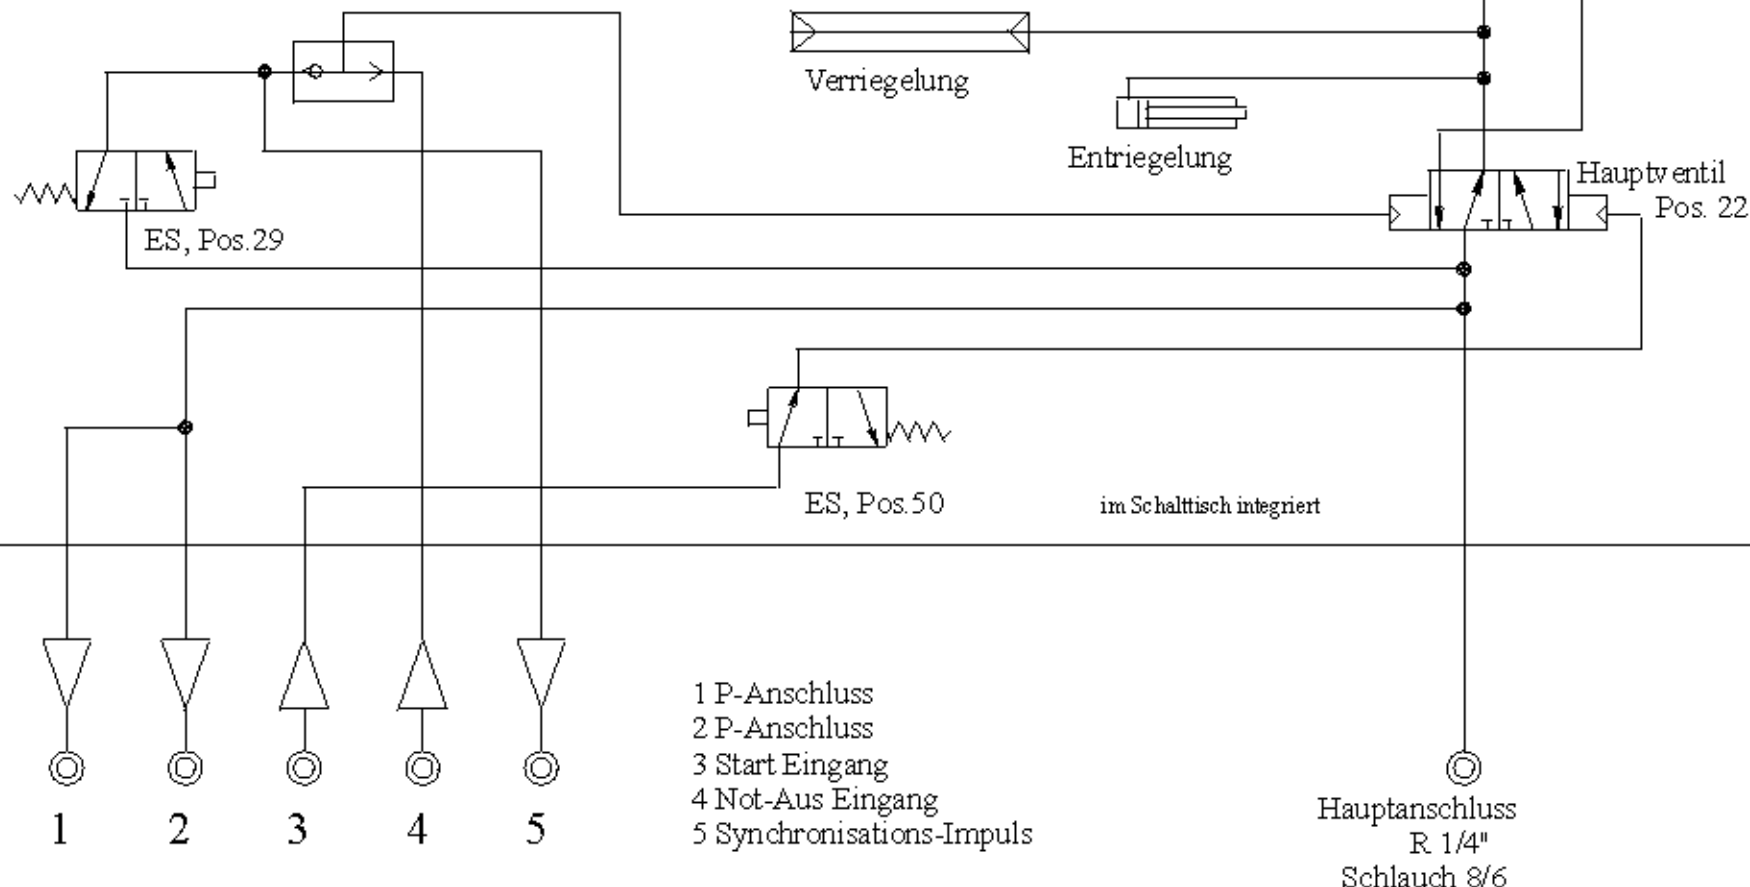 Verriegelung
Entriegelung
Hauptventil
Pos. 22
ES, Pos.29
ES, Pos.50
im Schalttisch integriert
1 P-Anschluss
2 P-Anschluss
3 Start Eingang
4 Not-Aus Eingang
5 Synchronisations-Impuls
1 2 3 4 5
Hauptanschluss
R 1/4"
Schlauch 8/6